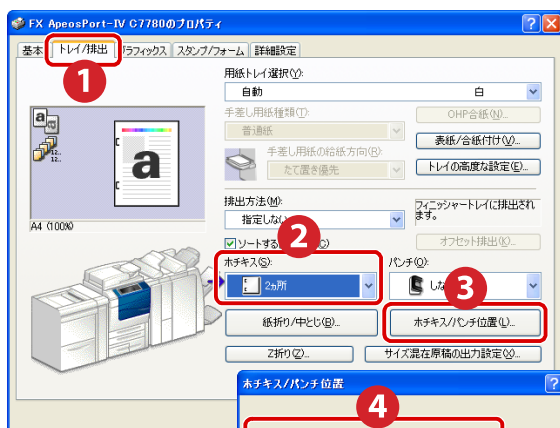 FX ApeosPort-IV C7780のプロパティ
基本 トレイ/排出 グラフィックス スタンプ/フォーム 詳細設定
1
用紙トレイ選択(Y):
自動 白
手差し用紙種類(T):
普通紙
OHP合紙(N)...
手差し用紙の給紙方向(R):
たて置き優先
表紙/合紙付け(V)...
トレイの高度な設定(E)...
A4 (100%)
排出方法(M):
指定しない
フィニッシャートレイに排出されます。
ソートする
2
オフセット排出(K)...
ホチキス(S):
2ヵ所
パンチ(O):
しな
3
紙折り/中とじ(B)...
ホチキス/パンチ位置(L)...
Z折り(Z)...
サイズ混在原稿の出力設定(X)...
ホチキス/パンチ位置
4